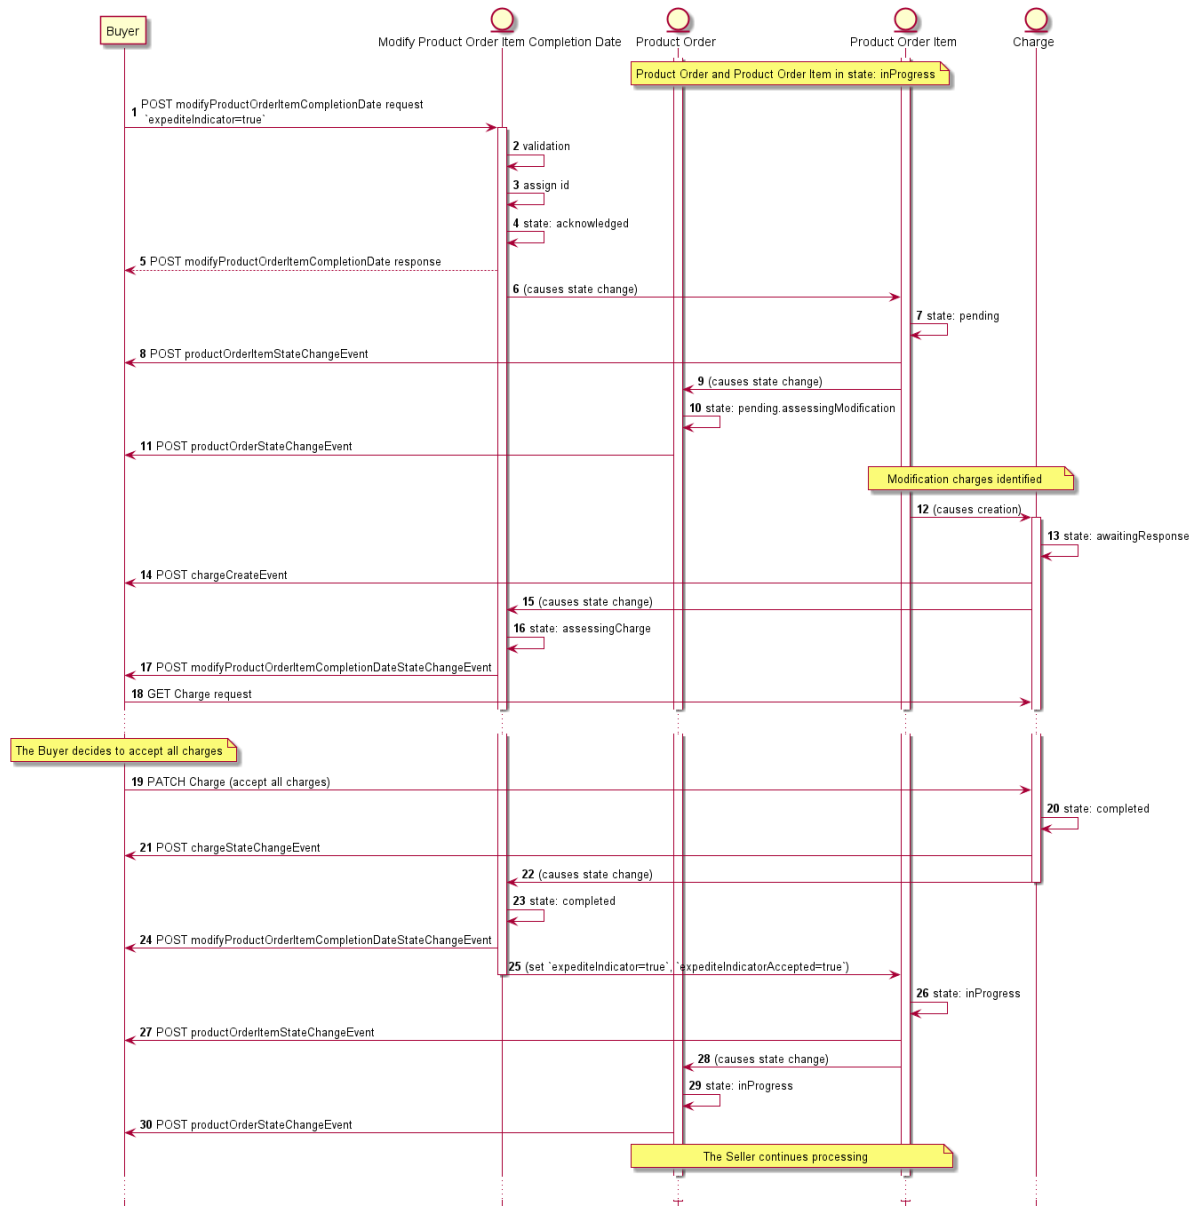 Buyer
Modify Product Order Item Completion Date
Product Order
Product Order Item
Charge
Product Order and Product Order Item in state: inProgress
1 POST modifyProductOrderItemCompletionDate request
`expediteIndicator=true`
2 validation
3 assign id
4 state: acknowledged
5 POST modifyProductOrderItemCompletionDate response
6 (causes state change)
7 state: pending
8 POST productOrderItemStateChangeEvent
9 (causes state change)
10 state: pending.assessingModification
11 POST productOrderStateChangeEvent
Modification charges identified
12 (causes creation)
13 state: awaitingResponse
14 POST chargeCreateEvent
15 (causes state change)
16 state: assessingCharge
17 POST modifyProductOrderItemCompletionDateStateChangeEvent
18 GET Charge request
The Buyer decides to accept all charges
19 PATCH Charge (accept all charges)
20 state: completed
21 POST chargeStateChangeEvent
22 (causes state change)
23 state: completed
24 POST modifyProductOrderItemCompletionDateStateChangeEvent
25 (set `expediteIndicator=true`, `expediteIndicatorAccepted=true`)
26 state: inProgress
27 POST productOrderItemStateChangeEvent
28 (causes state change)
29 state: inProgress
30 POST productOrderStateChangeEvent
The Seller continues processing